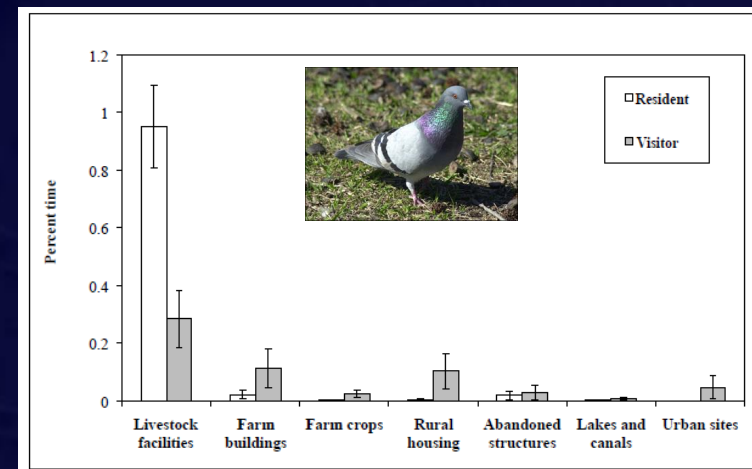 1.2
1
0.8
0.6
0.4
0.2
0
Percent time
Resident
Visitor
Livestock facilities
Farm buildings
Farm crops
Rural housing
Abandoned structures
Lakes and canals
Urban sites